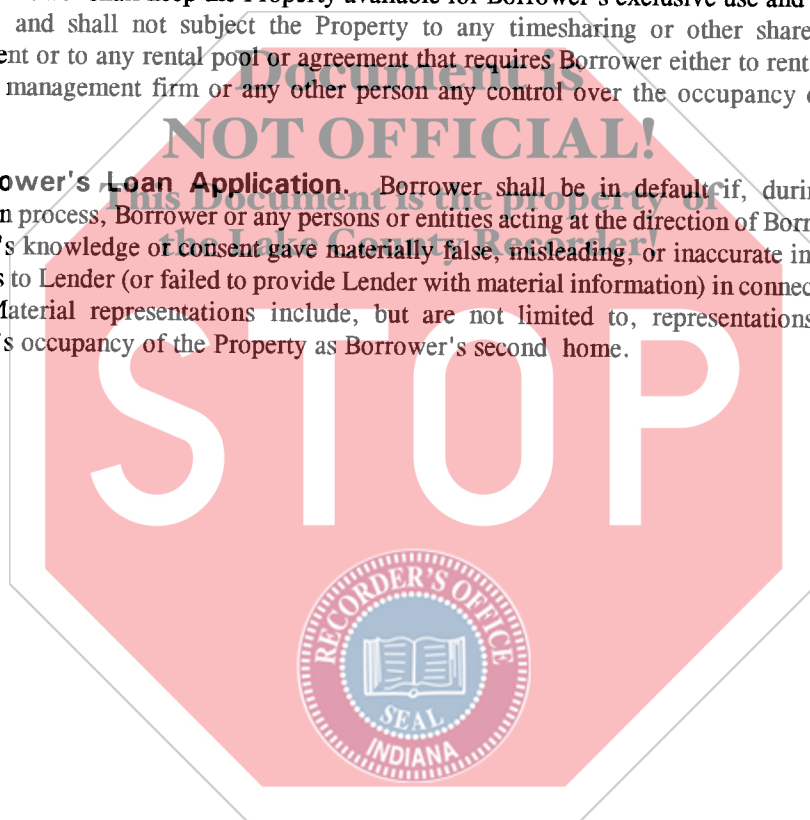 and shall not subject the Property to any timesharing or other share
ent or to any rental pool or agreement that requires Borrower either to rent
management firm or any other person any control over the occupancy
Document is
NOT OFFICIAL!
ower's Loan Application. Borrower shall be in default if, duri
This Document is the property of
n process, Borrower or any persons or entities acting at the direction of Borr
the Lake County Recorder!
's knowledge or consent gave materially false, misleading, or inaccurate in
s to Lender (or failed to provide Lender with material information) in connec
Material representations include, but are not limited to, representations
's occupancy of the Property as Borrower's second home.
STOP
RECORDER'S OFFICE
SEAL
INDIANA